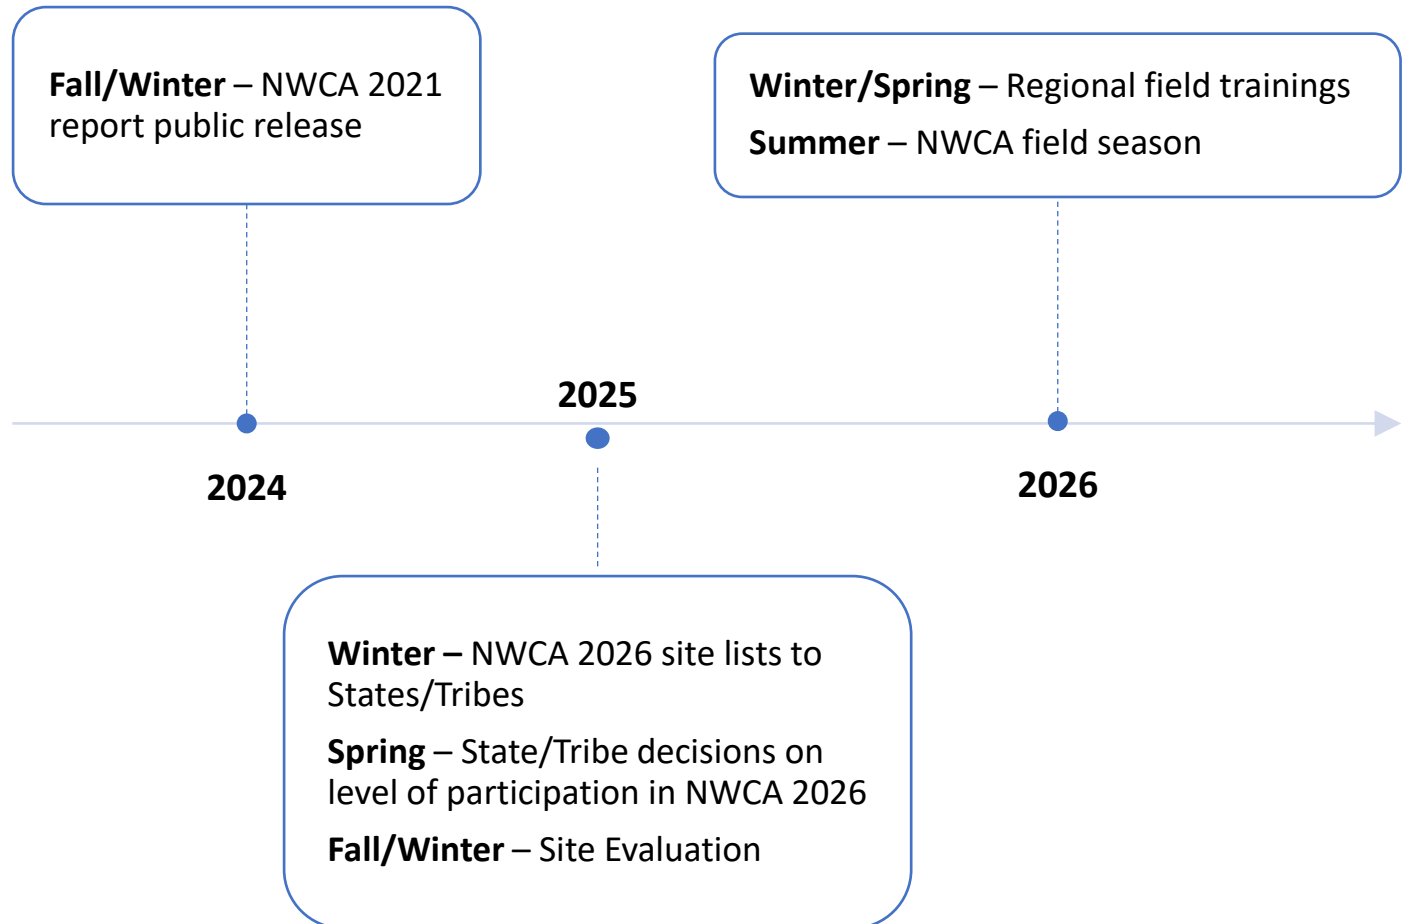 Fall/Winter – NWCA 2021
report public release
Winter/Spring – Regional field trainings
Summer – NWCA field season
2025
2024
2026
Winter – NWCA 2026 site lists to
States/Tribes
Spring – State/Tribe decisions on
level of participation in NWCA 2026
Fall/Winter – Site Evaluation